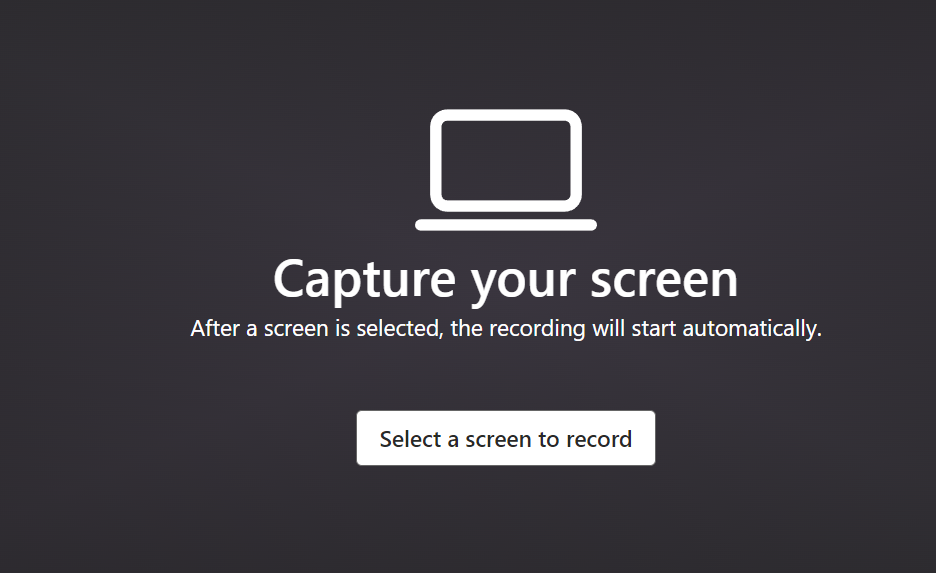 Capture your screen
After a screen is selected, the recording will start automatically.
Select a screen to record